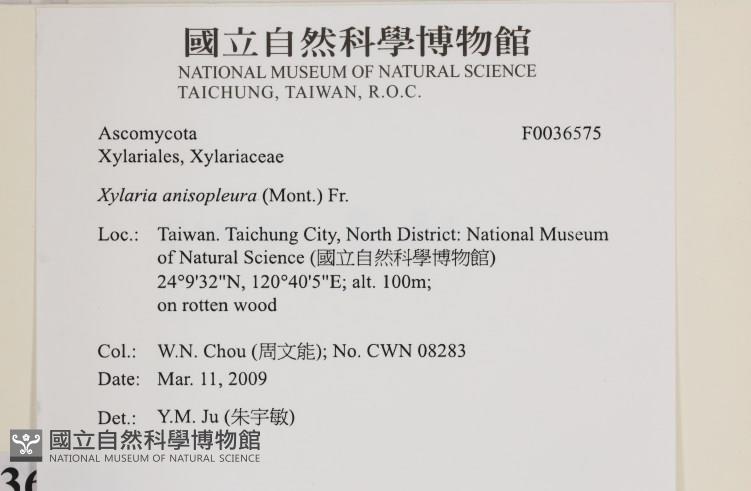 國立自然科學博物館
NATIONAL MUSEUM OF NATURAL SCIENCE
TAICHUNG, TAIWAN, R.O.C.
Ascomycota F0036575
Xylariales, Xylariaceae
Xylaria anisopleura (Mont.) Fr.
Loc.: Taiwan. Taichung City, North District: National Museum
of Natural Science (國立自然科學博物館)
24°9'32"N, 120°40'5"E; alt. 100m;
on rotten wood
Col.: W.N. Chou (周文能); No. CWN 08283
Date: Mar. 11, 2009
Det.: Y.M. Ju (朱宇敏)
國立自然科學博物館
NATIONAL MUSEUM OF NATURAL SCIENCE